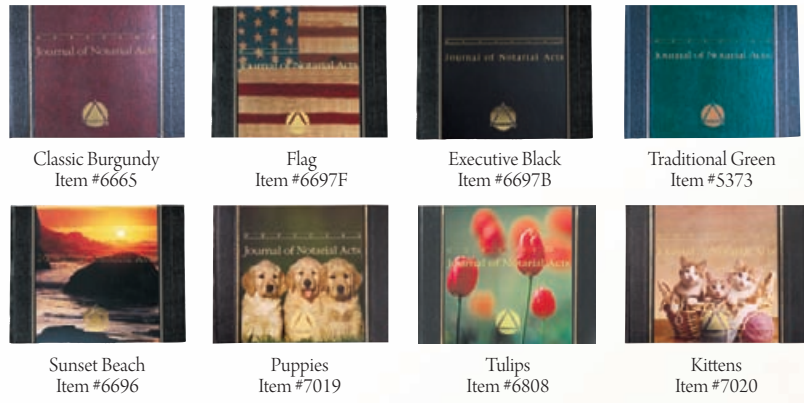 Journal of Notarial Acts
Journal of Notarial Acts
Journal of Notarial Acts
Journal of Notarial Acts
Classic Burgundy
Item #6665
Flag
Item #6697F
Executive Black
Item #6697B
Traditional Green
Item #5373
Journal of Notarial Acts
Journal of Notarial Acts
Journal of Notarial Acts
Sunset Beach
Item #6696
Puppies
Item #7019
Tulips
Item #6808
Kittens
Item #7020